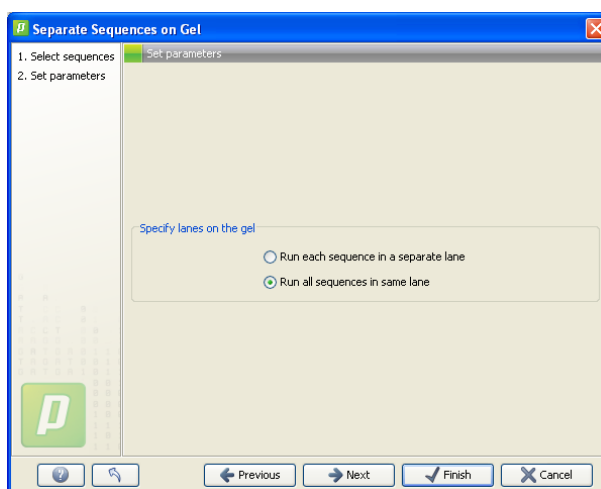 Separate Sequences on Gel
1. Select sequences
2. Set parameters
Set parameters
Specify lanes on the gel
Run each sequence in a separate lane
Run all sequences in same lane
Previous
Next
Finish
Cancel